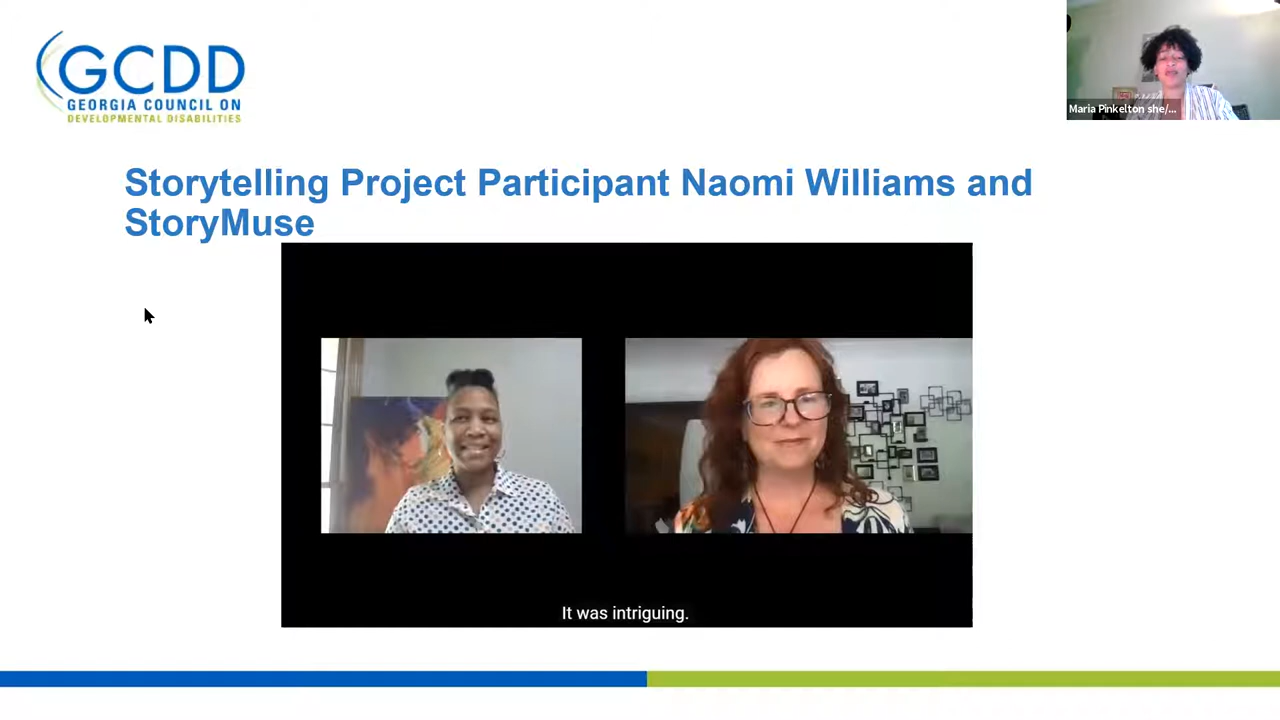 GCDD
GEORGIA COUNCIL ON
DEVELOPMENTAL DISABILITIES
Maria Pinkelton she/...
Storytelling Project Participant Naomi Williams and
StoryMuse
It was intriguing.